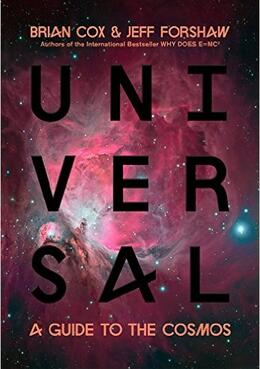 BRIAN COX & JEFF FORSHAW
Authors of the International Bestseller WHY DOES E=MC²
UNI
VER
SAL
A GUIDE TO THE COSMOS